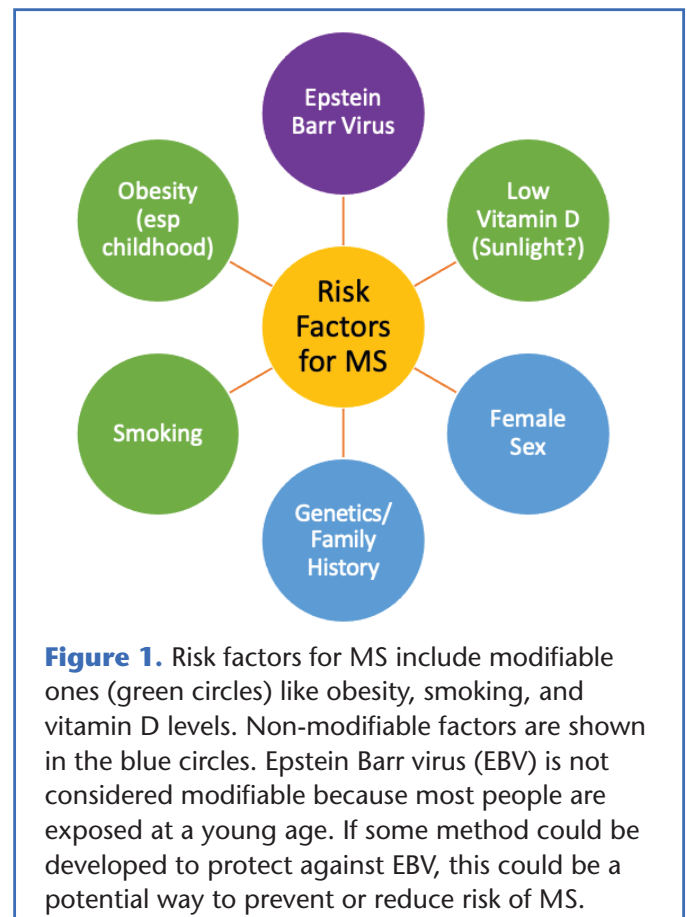 Epstein
Barr Virus
Obesity
(esp
childhood)
Low
Vitamin D
(Sunlight?)
Risk
Factors
for MS
Smoking
Female
Sex
Genetics/
Family
History
Figure 1. Risk factors for MS include modifiable
ones (green circles) like obesity, smoking, and
vitamin D levels. Non-modifiable factors are shown
in the blue circles. Epstein Barr virus (EBV) is not
considered modifiable because most people are
exposed at a young age. If some method could be
developed to protect against EBV, this could be a
potential way to prevent or reduce risk of MS.